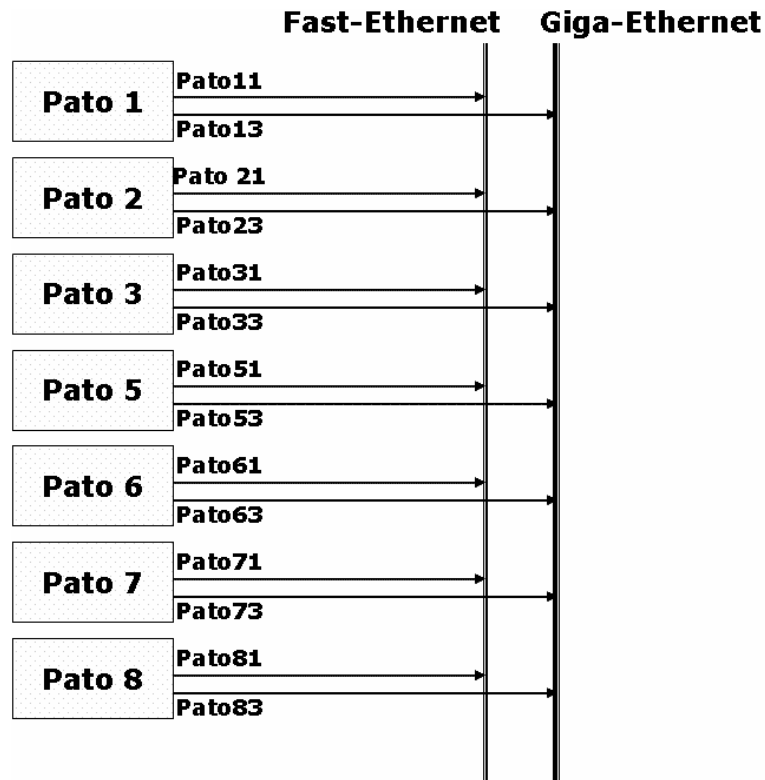 Fast-Ethernet Giga-Ethernet
Pato 1
Pato11
Pato13
Pato 2
Pato 21
Pato23
Pato 3
Pato31
Pato33
Pato 5
Pato51
Pato53
Pato 6
Pato61
Pato63
Pato 7
Pato71
Pato73
Pato 8
Pato81
Pato83